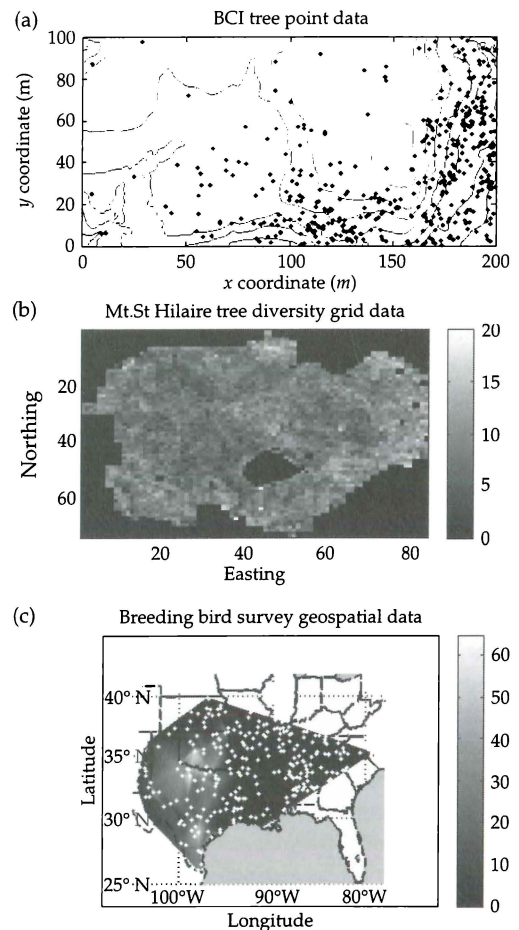 (a) BCI tree point data
100
80
60
40
20
0
y coordinate (m)
0 50 100 150 200
x coordinate (m)
(b) Mt.St Hilaire tree diversity grid data
20
40
60
Northing
20 40 60 80
Easting
20
15
10
5
0
(c) Breeding bird survey geospatial data
40° N
35° N
30° N
25° N
Latitude
100°W 90°W 80°W
Longitude
60
50
40
30
20
10
0